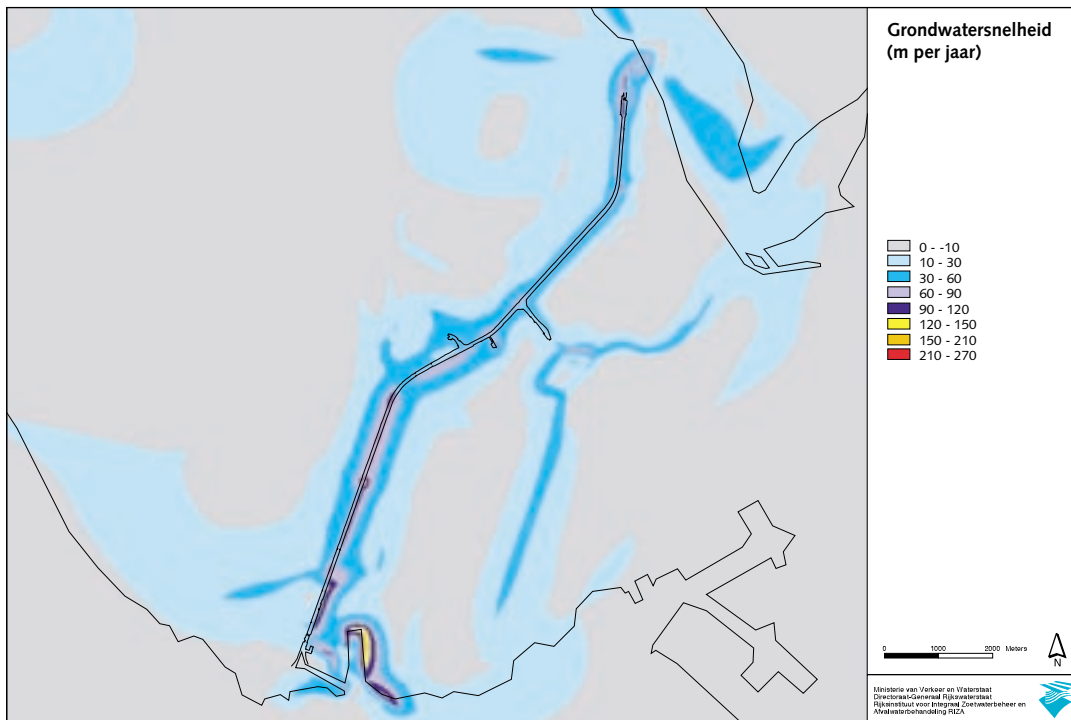 Grondwatersnelheid
(m per jaar)
0 - -10
10 - 30
30 - 60
60 - 90
90 - 120
120 - 150
150 - 210
210 - 270
0 1000 2000 Meters
N
Ministerie van Verkeer en Waterstaat
Directoraat-Generaal Rijkswaterstaat
Rijksinstituut voor Integraal Zoetwaterbeheer en
Afvalwaterbehandeling RIZA